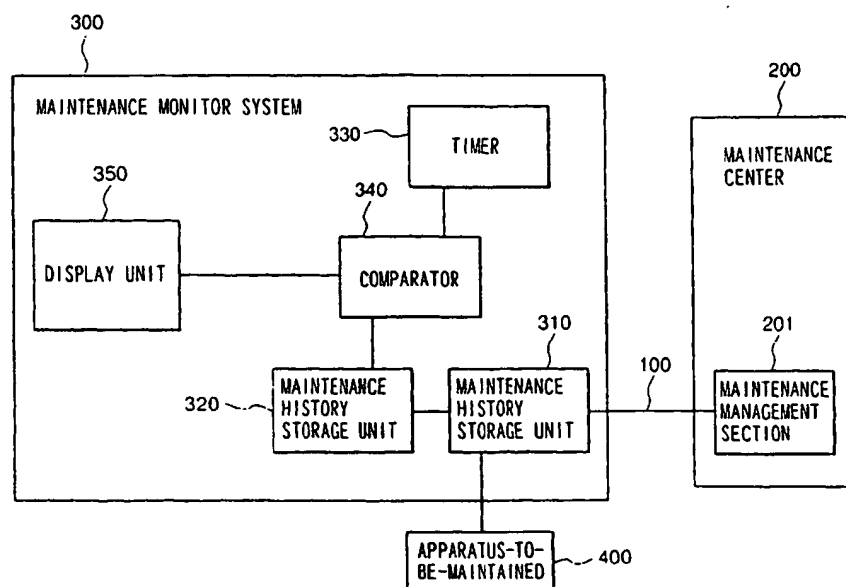 300
MAINTENANCE MONITOR SYSTEM
330
TIMER
200
MAINTENANCE
CENTER
350
DISPLAY UNIT
340
COMPARATOR
310
320
MAINTENANCE
HISTORY
STORAGE UNIT
MAINTENANCE
HISTORY
STORAGE UNIT
100
201
MAINTENANCE
MANAGEMENT
SECTION
APPARATUS-TO-
BE-MAINTAINED
400